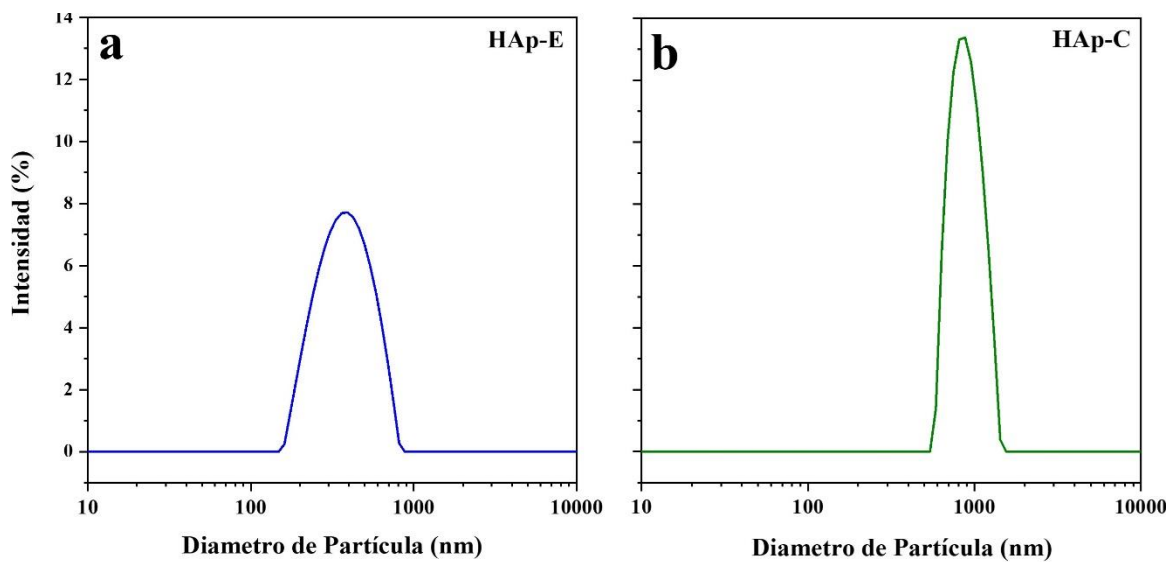 a
HAp-E
14
12
10
8
6
4
2
0
Intensidad (%)
10
100
1000
10000
Diametro de Partícula (nm)
b
HAp-C
10
100
1000
10000
Diametro de Partícula (nm)